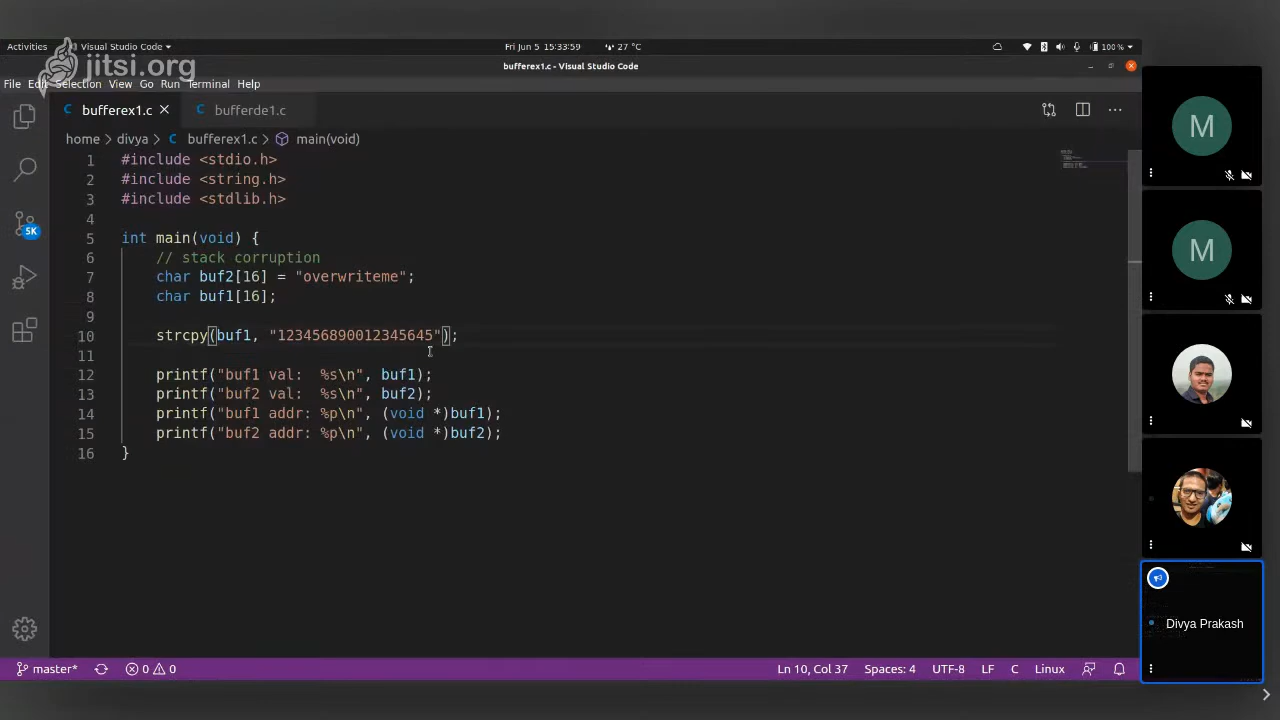 Activities
Visual Studio Code
Fri Jun 5 15:33:59
27 °C
100%
jitsi.org
bufferex1.c - Visual Studio Code
File Edit Selection View Go Run Terminal Help
bufferex1.c
bufferde1.c
home > divya > C bufferex1.c > main(void)
1 #include <stdio.h>
2 #include <string.h>
3 #include <stdlib.h>
4
5 int main(void) {
6 // stack corruption
7 char buf2[16] = "overwriteme";
8 char buf1[16];
9
10 strcpy(buf1, "123456890012345645");
11
12 printf("buf1 val:  %s\n", buf1);
13 printf("buf2 val:  %s\n", buf2);
14 printf("buf1 addr: %p\n", (void *)buf1);
15 printf("buf2 addr: %p\n", (void *)buf2);
16 }
5K
master*
0 0
Ln 10, Col 37
Spaces: 4
UTF-8
LF
C
Linux
M
M
Divya Prakash